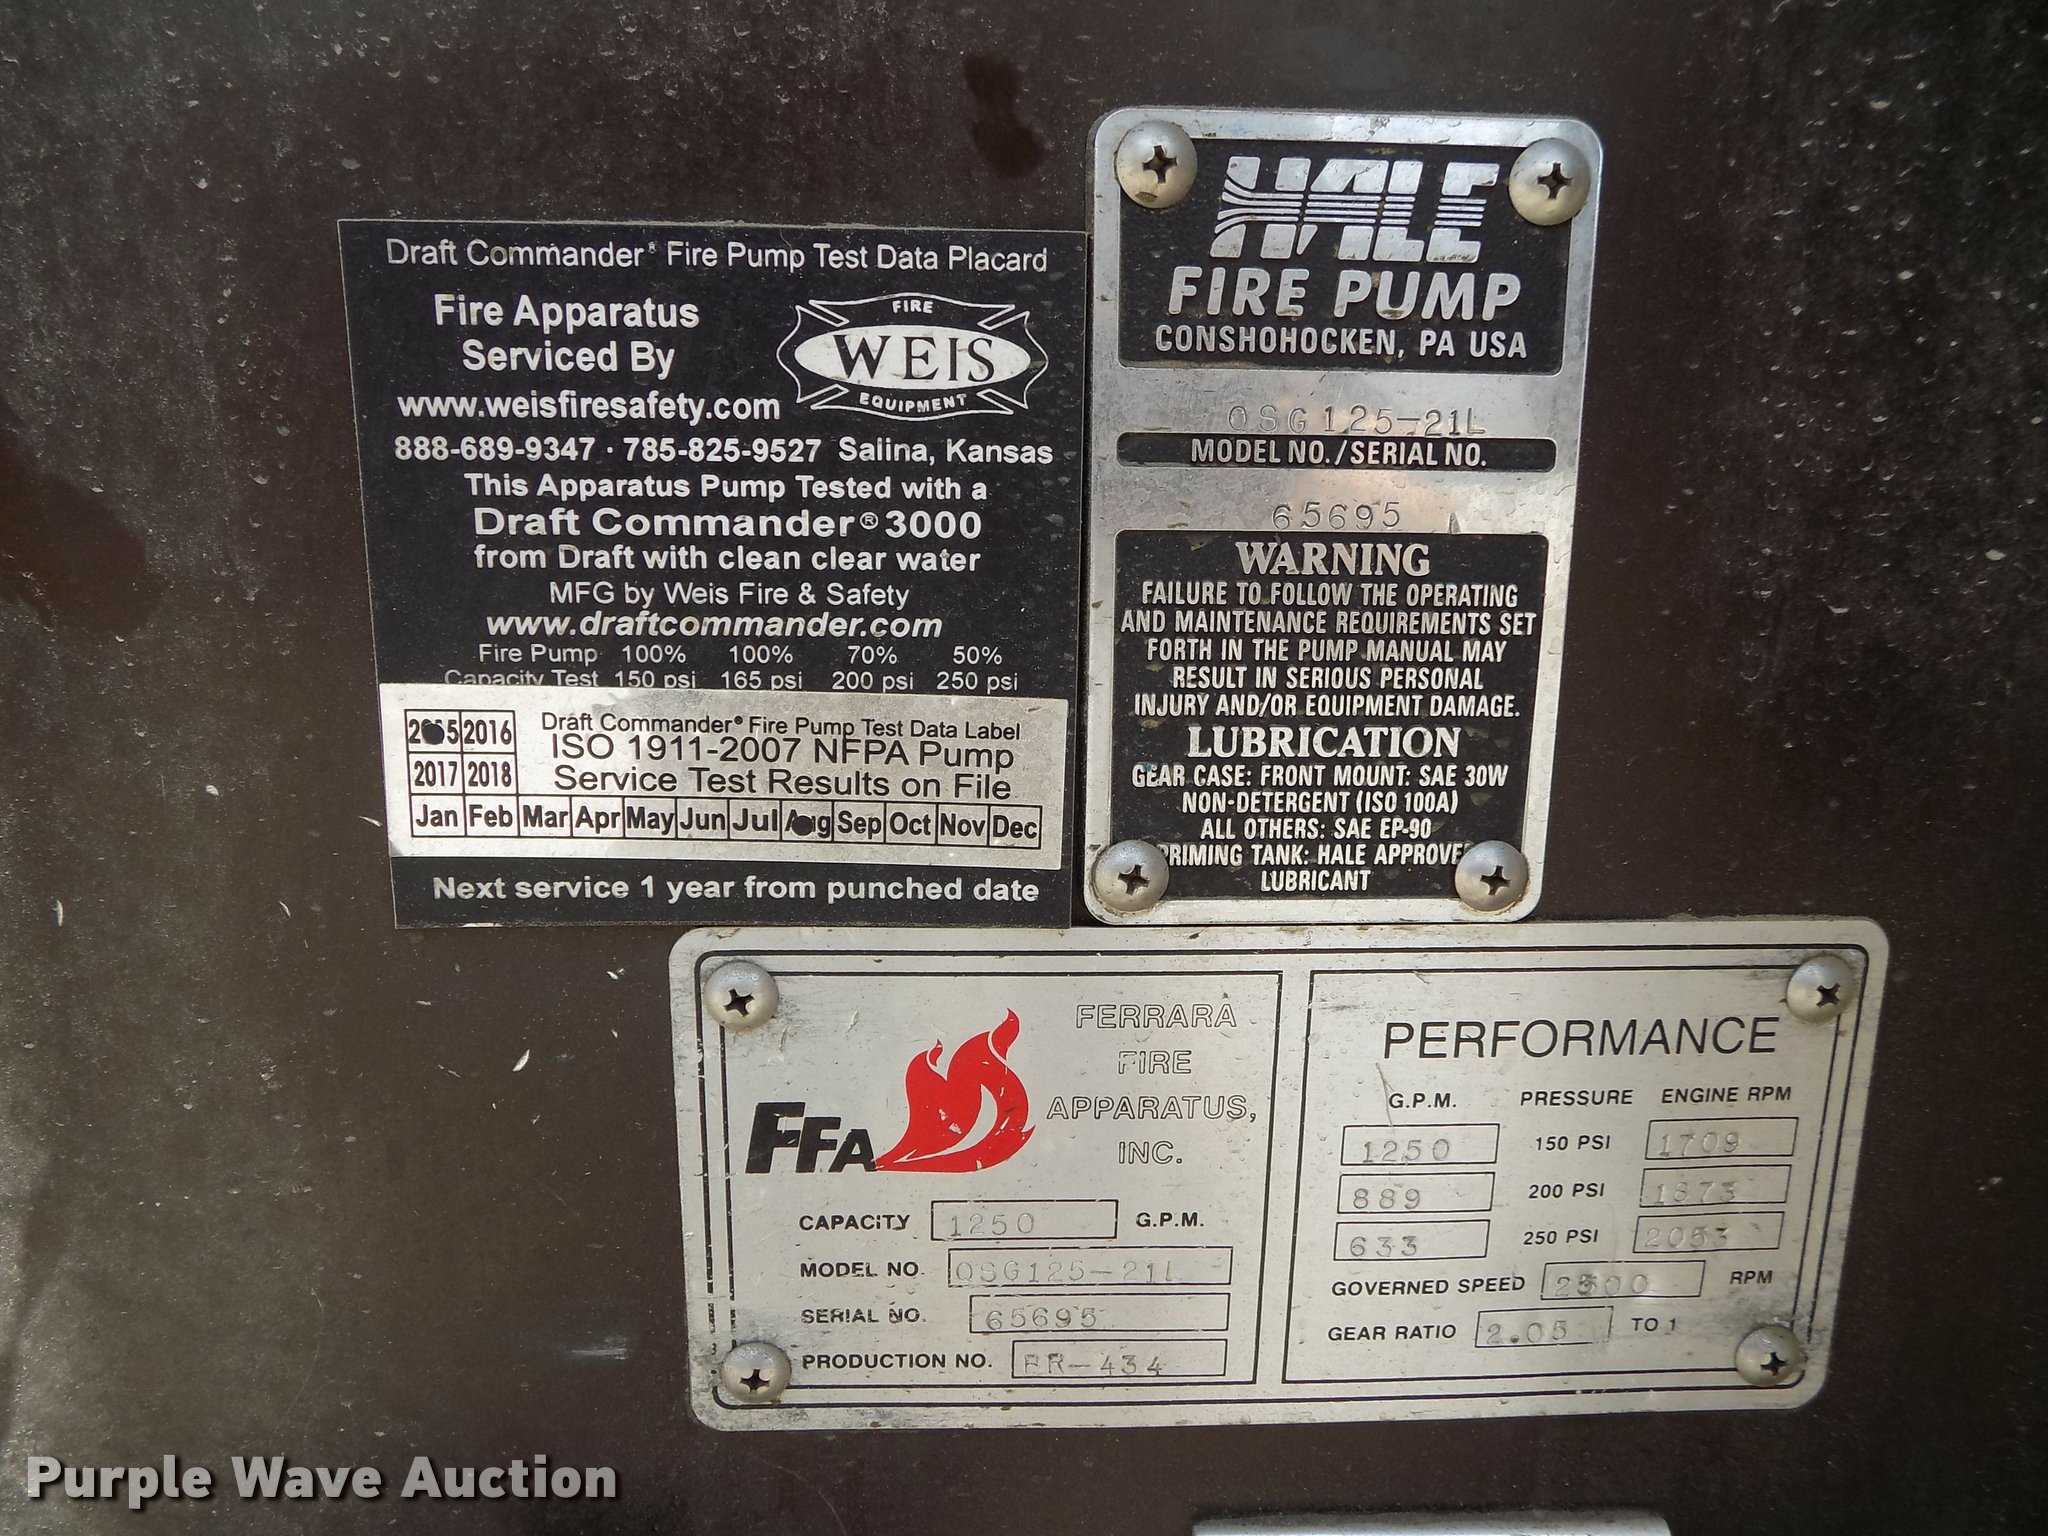 Draft Commander® Fire Pump Test Data Placard
Fire Apparatus
Serviced By
FIRE
WEIS
EQUIPMENT
www.weisfiresafety.com
888-689-9347 · 785-825-9527 Salina, Kansas
This Apparatus Pump Tested with a
Draft Commander® 3000
from Draft with clean clear water
MFG by Weis Fire & Safety
www.draftcommander.com
Fire Pump 100% 100% 70% 50%
Capacity Test 150 psi 165 psi 200 psi 250 psi
2016
2017 2018
Draft Commander® Fire Pump Test Data Label
ISO 1911-2007 NFPA Pump
Service Test Results on File
Jan Feb Mar Apr May Jun Jul Aug Sep Oct Nov Dec
Next service 1 year from punched date
HALE
FIRE PUMP
CONSHOHOCKEN, PA USA
QSG125-21L
MODEL NO./SERIAL NO.
65695
WARNING
FAILURE TO FOLLOW THE OPERATING
AND MAINTENANCE REQUIREMENTS SET
FORTH IN THE PUMP MANUAL MAY
RESULT IN SERIOUS PERSONAL
INJURY AND/OR EQUIPMENT DAMAGE.
LUBRICATION
GEAR CASE: FRONT MOUNT: SAE 30W
NON-DETERGENT (ISO 100A)
ALL OTHERS: SAE EP-90
PRIMING TANK: HALE APPROVED
LUBRICANT
FFA
FERRARA
FIRE
APPARATUS,
INC.
CAPACITY 1250 G.P.M.
MODEL NO. QSG125-21L
SERIAL NO. 65695
PRODUCTION NO. -434
PERFORMANCE
G.P.M. PRESSURE ENGINE RPM
1250 150 PSI 1709
889 200 PSI 1873
633 250 PSI 2053
GOVERNED SPEED 2300 RPM
GEAR RATIO 2.05 TO 1
Purple Wave Auction